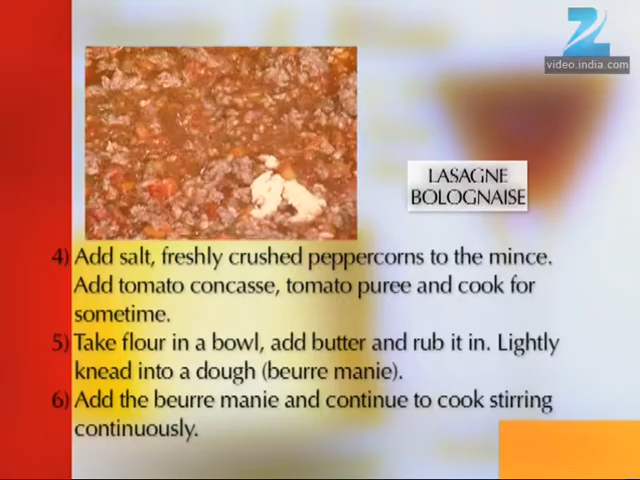 Z
video.india.com
LASAGNE
BOLOGNAISE
4) Add salt, freshly crushed peppercorns to the mince.
Add tomato concasse, tomato puree and cook for
sometime.
5) Take flour in a bowl, add butter and rub it in. Lightly
knead into a dough (beurre manie).
6) Add the beurre manie and continue to cook stirring
continuously.